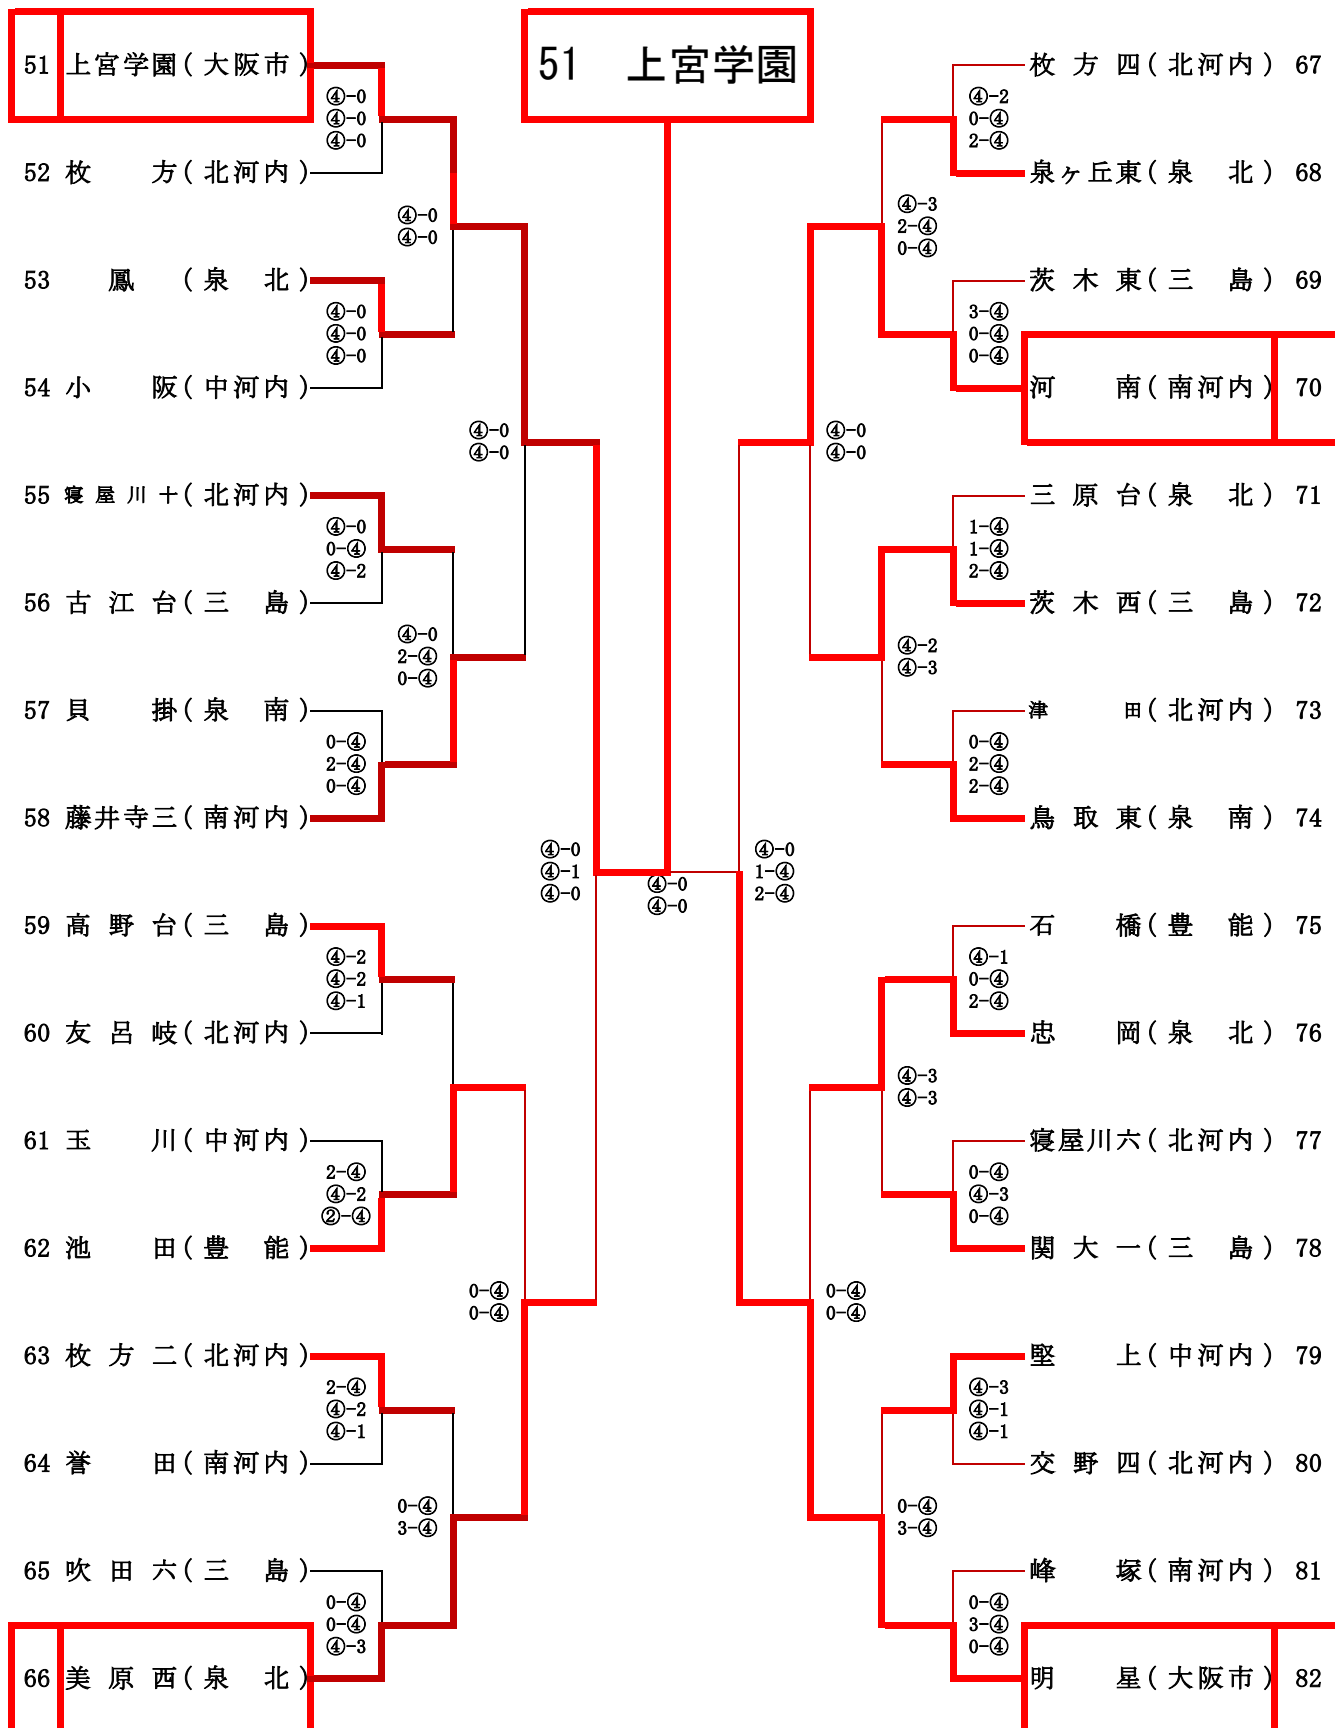 51 上宮学園(大阪市)
④-0
④-0
④-0
52 枚　方(北河内)
④-0
④-0
53 鳳(泉　北)
④-0
④-0
④-0
54 小　阪(中河内)
④-0
④-0
55 寝屋川十(北河内)
④-0
0-④
④-2
56 古江台(三　島)
④-0
2-④
0-④
57 貝　掛(泉　南)
0-④
2-④
0-④
58 藤井寺三(南河内)
④-0
④-1
④-0
59 高野台(三　島)
④-2
④-2
④-1
60 友呂岐(北河内)
61 玉　川(中河内)
2-④
④-2
②-④
62 池　田(豊　能)
0-④
0-④
63 枚方二(北河内)
2-④
④-2
④-1
64 誉　田(南河内)
0-④
3-④
65 吹田六(三　島)
0-④
0-④
④-3
66 美原西(泉　北)
51　上宮学園
④-0
④-0
枚方四(北河内) 67
④-2
0-④
2-④
泉ヶ丘東(泉　北) 68
④-3
2-④
0-④
茨木東(三　島) 69
3-④
0-④
0-④
河　南(南河内) 70
④-0
④-0
三原台(泉　北) 71
1-④
1-④
2-④
茨木西(三　島) 72
④-2
④-3
津　田(北河内) 73
0-④
2-④
2-④
鳥取東(泉　南) 74
④-0
1-④
2-④
石　橋(豊　能) 75
④-1
0-④
2-④
忠　岡(泉　北) 76
④-3
④-3
寝屋川六(北河内) 77
0-④
④-3
0-④
関大一(三　島) 78
0-④
0-④
堅　上(中河内) 79
④-3
④-1
④-1
交野四(北河内) 80
0-④
3-④
峰　塚(南河内) 81
0-④
3-④
0-④
明　星(大阪市) 82